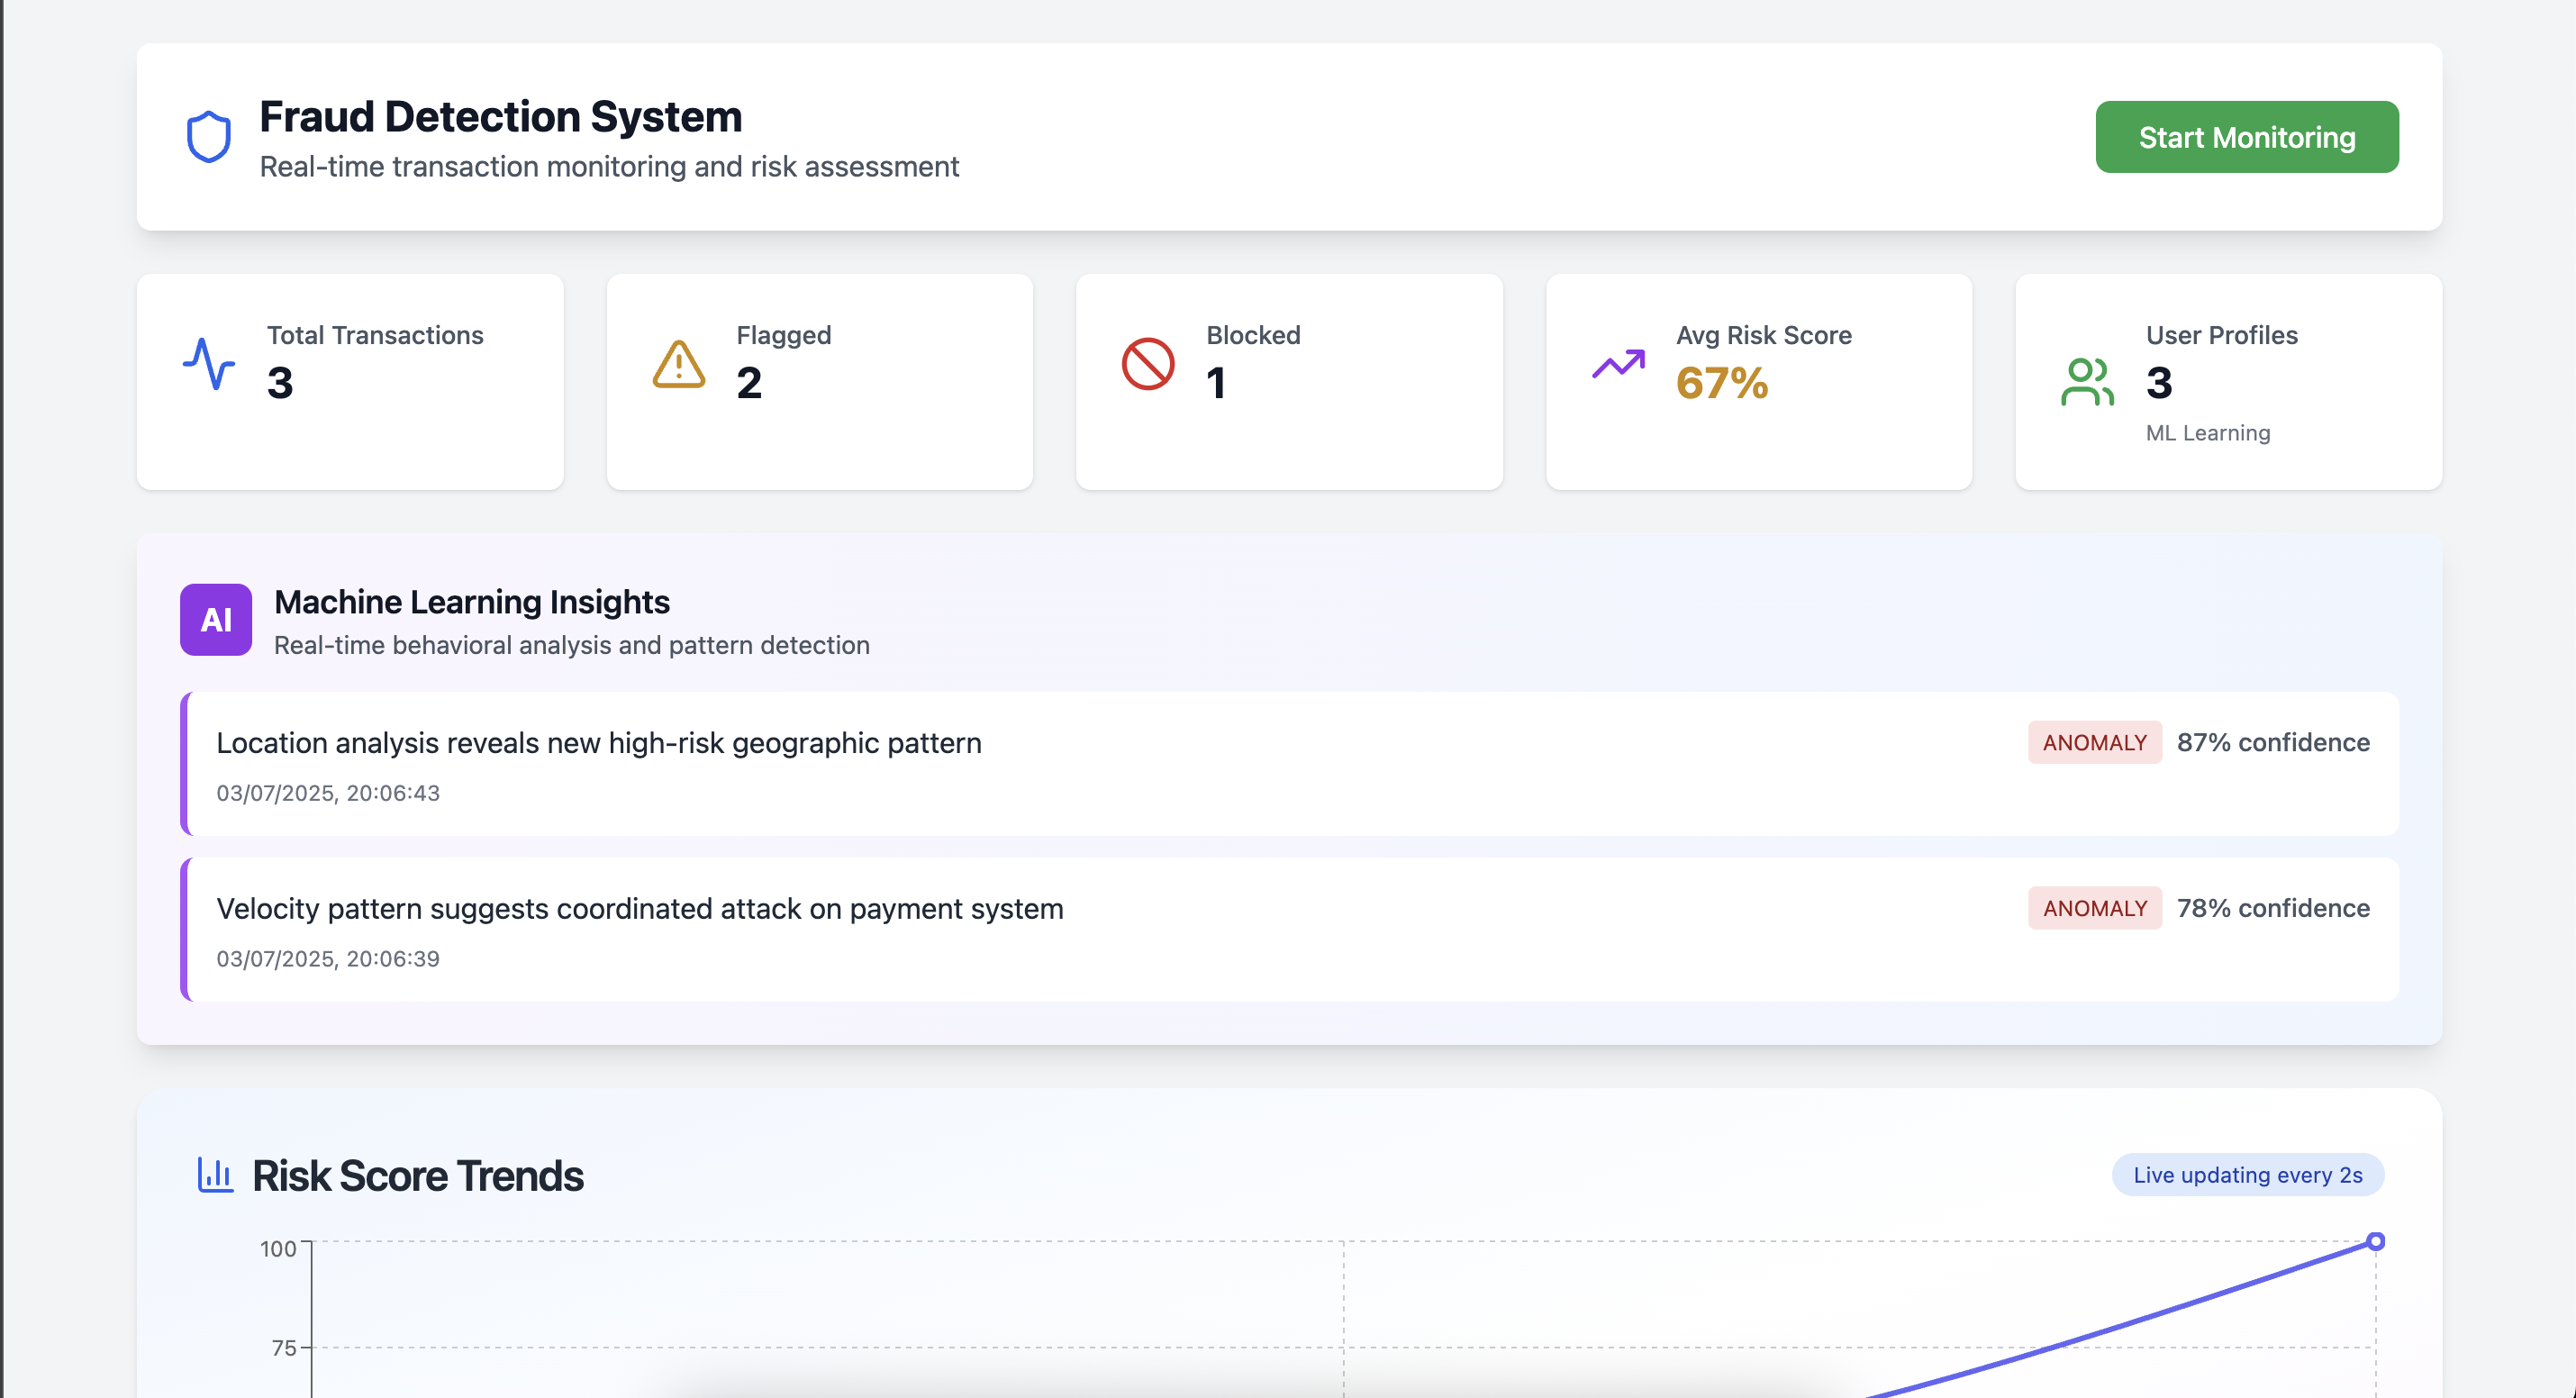 Fraud Detection System
Real-time transaction monitoring and risk assessment
Start Monitoring
Total Transactions
3
Flagged
2
Blocked
1
Avg Risk Score
67%
User Profiles
3
ML Learning
AI
Machine Learning Insights
Real-time behavioral analysis and pattern detection
Location analysis reveals new high-risk geographic pattern
ANOMALY 87% confidence
03/07/2025, 20:06:43
Velocity pattern suggests coordinated attack on payment system
ANOMALY 78% confidence
03/07/2025, 20:06:39
Risk Score Trends
Live updating every 2s
100
75